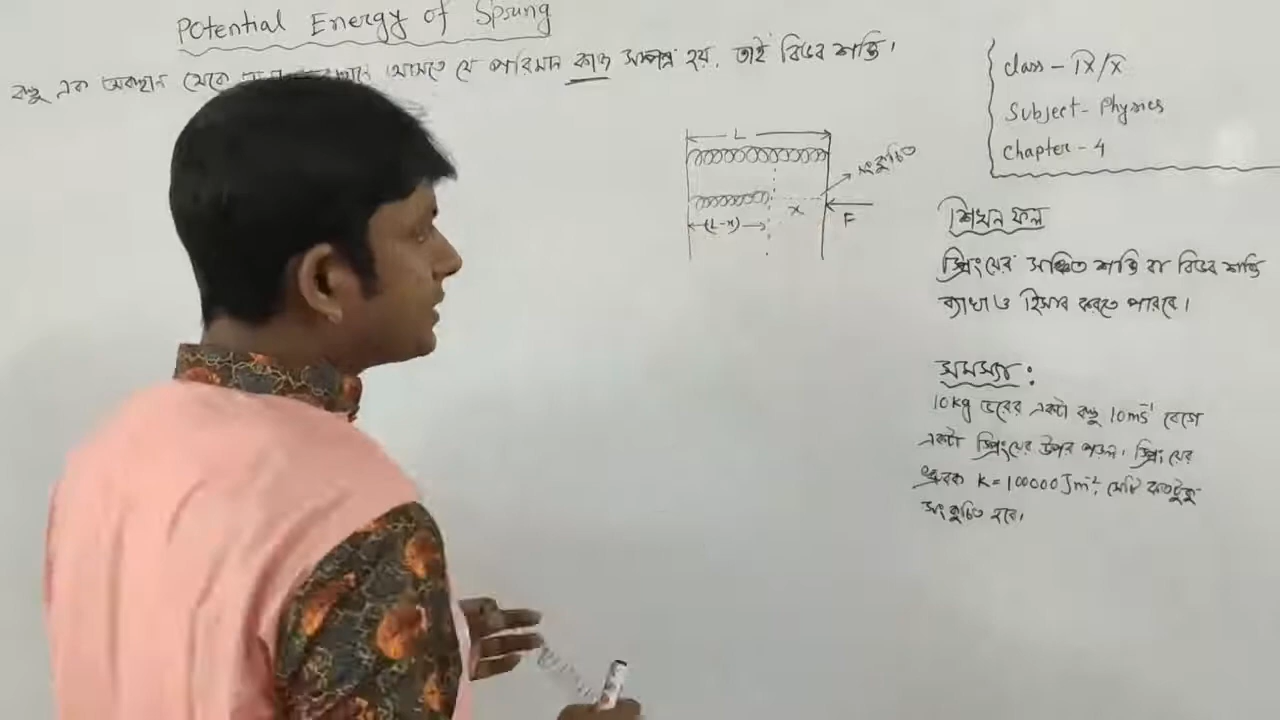 Potential Energy of Spring
বস্তু এক অবস্থান থেকে আসতে যে পরিমান কাজ সম্পন্ন হয়, তাই বিভব শক্তি।
L
সংকুচিত
(L-x)
x
F
class - IX/X
Subject - Physics
Chapter - 4
শিখন ফল
স্প্রিংয়ের সঞ্চিত শক্তি বা বিভব শক্তি
ব্যাখ্যা ও হিসাব করতে পারবে।
সমস্যা:
10kg ভরের একটা বস্তু 10ms⁻¹ বেগে
একটা স্প্রিংয়ের উপর পড়ল। স্প্রিংয়ের
ধ্রুবক K = 100000Jm⁻², সেটি কতটুকু
সংকুচিত হবে।